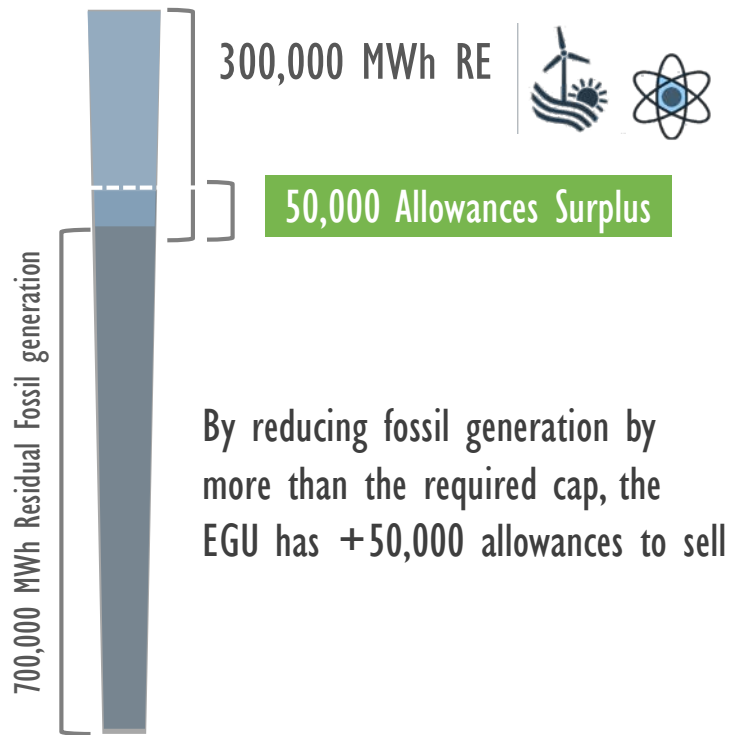 300,000 MWh RE
50,000 Allowances Surplus
700,000 MWh Residual Fossil generation
By reducing fossil generation by
more than the required cap, the
EGU has +50,000 allowances to sell